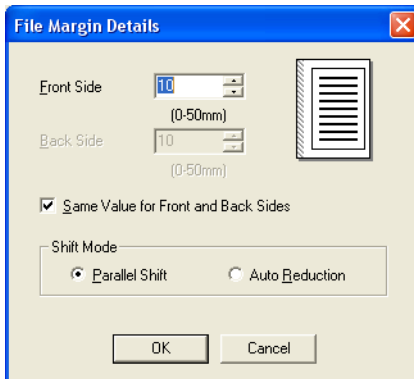 File Margin Details
Front Side 10
(0-50mm)
Back Side 10
(0-50mm)
Same Value for Front and Back Sides
Shift Mode
Parallel Shift Auto Reduction
OK Cancel